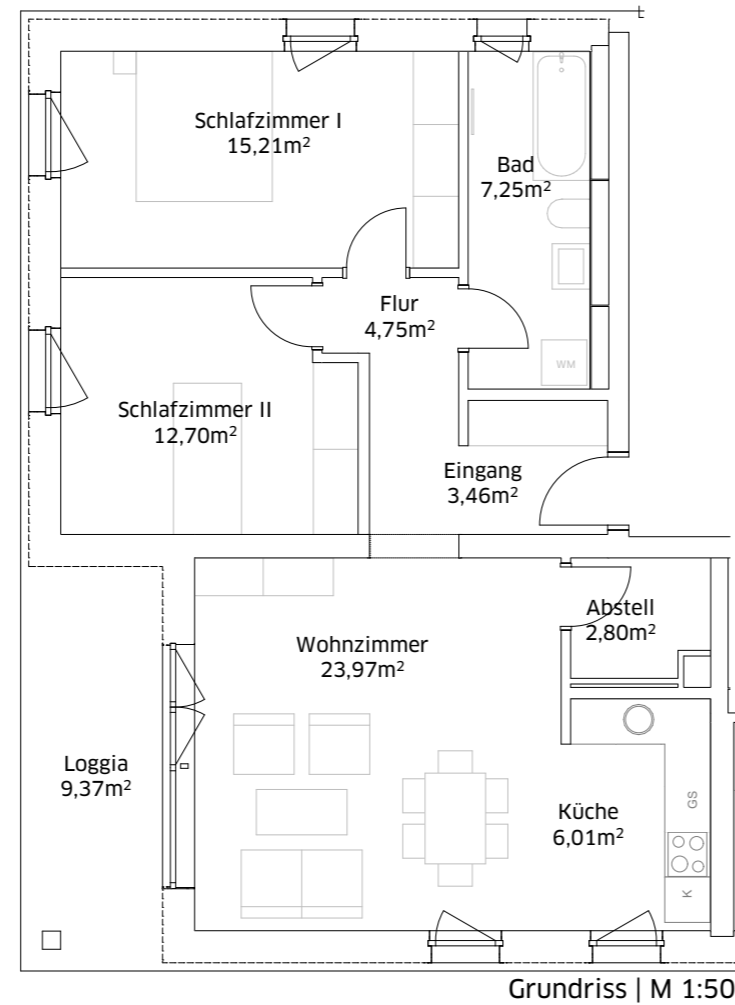 Schlafzimmer I
15,21m²
Bad
7,25m²
Flur
4,75m²
WM
Schlafzimmer II
12,70m²
Eingang
3,46m²
Abstell
2,80m²
Wohnzimmer
23,97m²
Loggia
9,37m²
GS
Küche
6,01m²
K
Grundriss | M 1:50